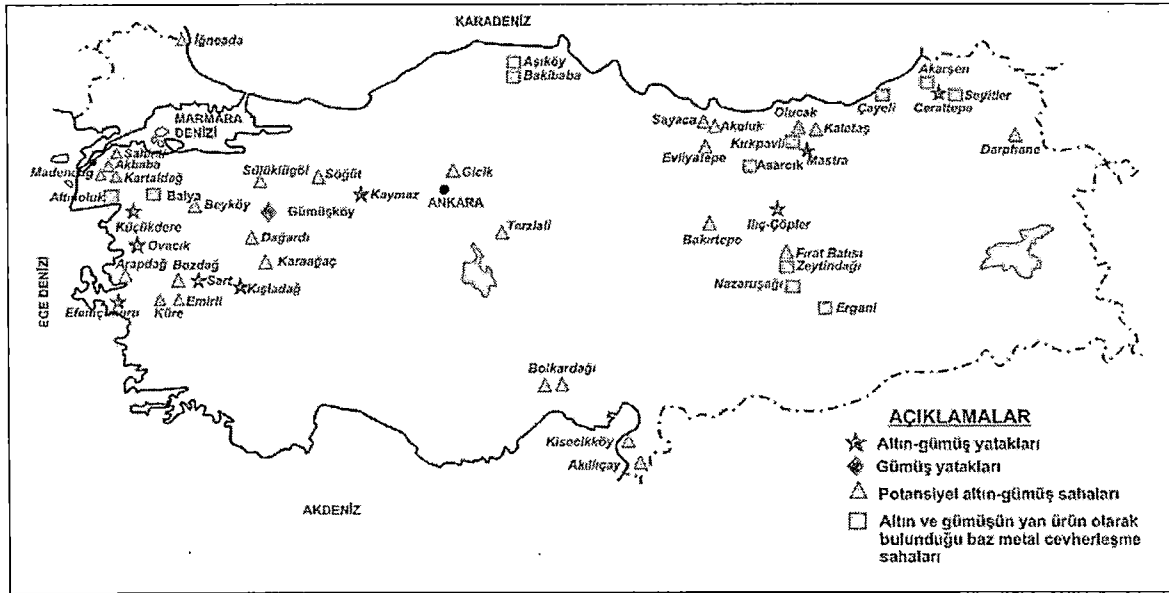 KARADENİZ
İğneada
Aşıköy
Bakibaba
Akarşen
Çayeli
Seyitler
Cerattepe
MARMARA
DENİZİ
Sayaca
Akoluk
Olucak
Kaletaş
Kırkpavli
Evliyatepe
Mastra
Asarcık
Darphane
Akbaba
Madendağ
Kartaldağ
Sülüklügöl
Söğüt
Gicik
Kaymaz
ANKARA
Altınoluk
Balya
Beyköy
Gümüşköy
Küçükdere
Terziali
İliç-Çöpler
Bakırtepe
Ovacık
Dağardı
Fırat Batısı
Zeytindağı
Arapdağ
Bozdağ
Karaağaç
Sart
Kışladağ
Nazaruşağı
Efemçukuru
Küre
Emirli
Ergani
EGE DENİZİ
Bolkardağı
Kisecikköy
Akıllıçay
AKDENİZ
AÇIKLAMALAR
Altın-gümüş yatakları
Gümüş yatakları
Potansiyel altın-gümüş sahaları
Altın ve gümüşün yan ürün olarak
bulunduğu baz metal cevherleşme
sahaları